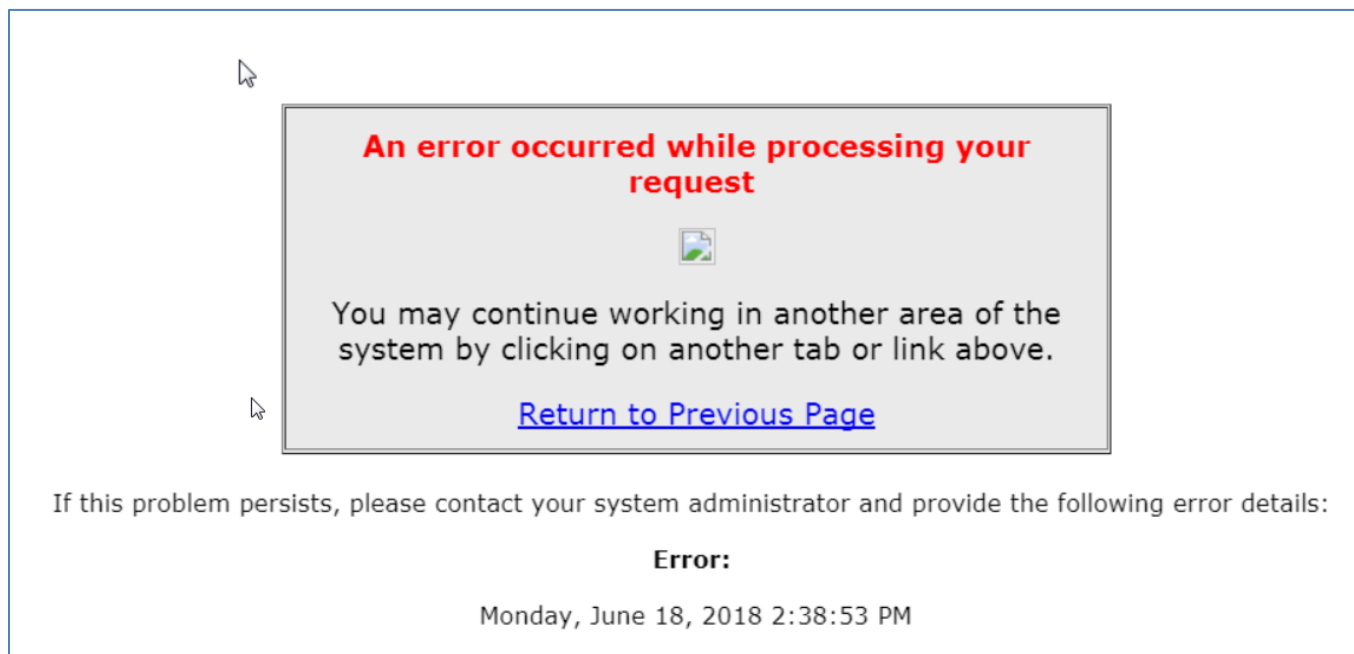 An error occurred while processing your
request
You may continue working in another area of the
system by clicking on another tab or link above.
Return to Previous Page
If this problem persists, please contact your system administrator and provide the following error details:
Error:
Monday, June 18, 2018 2:38:53 PM